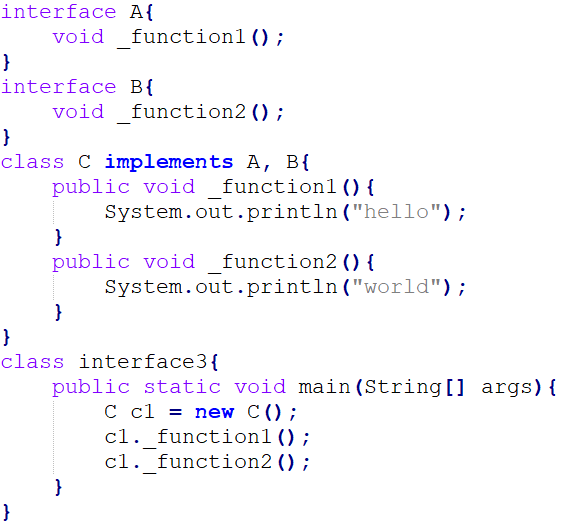 interface A{
    void _function1();
}
interface B{
    void _function2();
}
class C implements A, B{
    public void _function1(){
        System.out.println("hello");
    }
    public void _function2(){
        System.out.println("world");
    }
}
class interface3{
    public static void main(String[] args){
        C c1 = new C();
        c1._function1();
        c1._function2();
    }
}